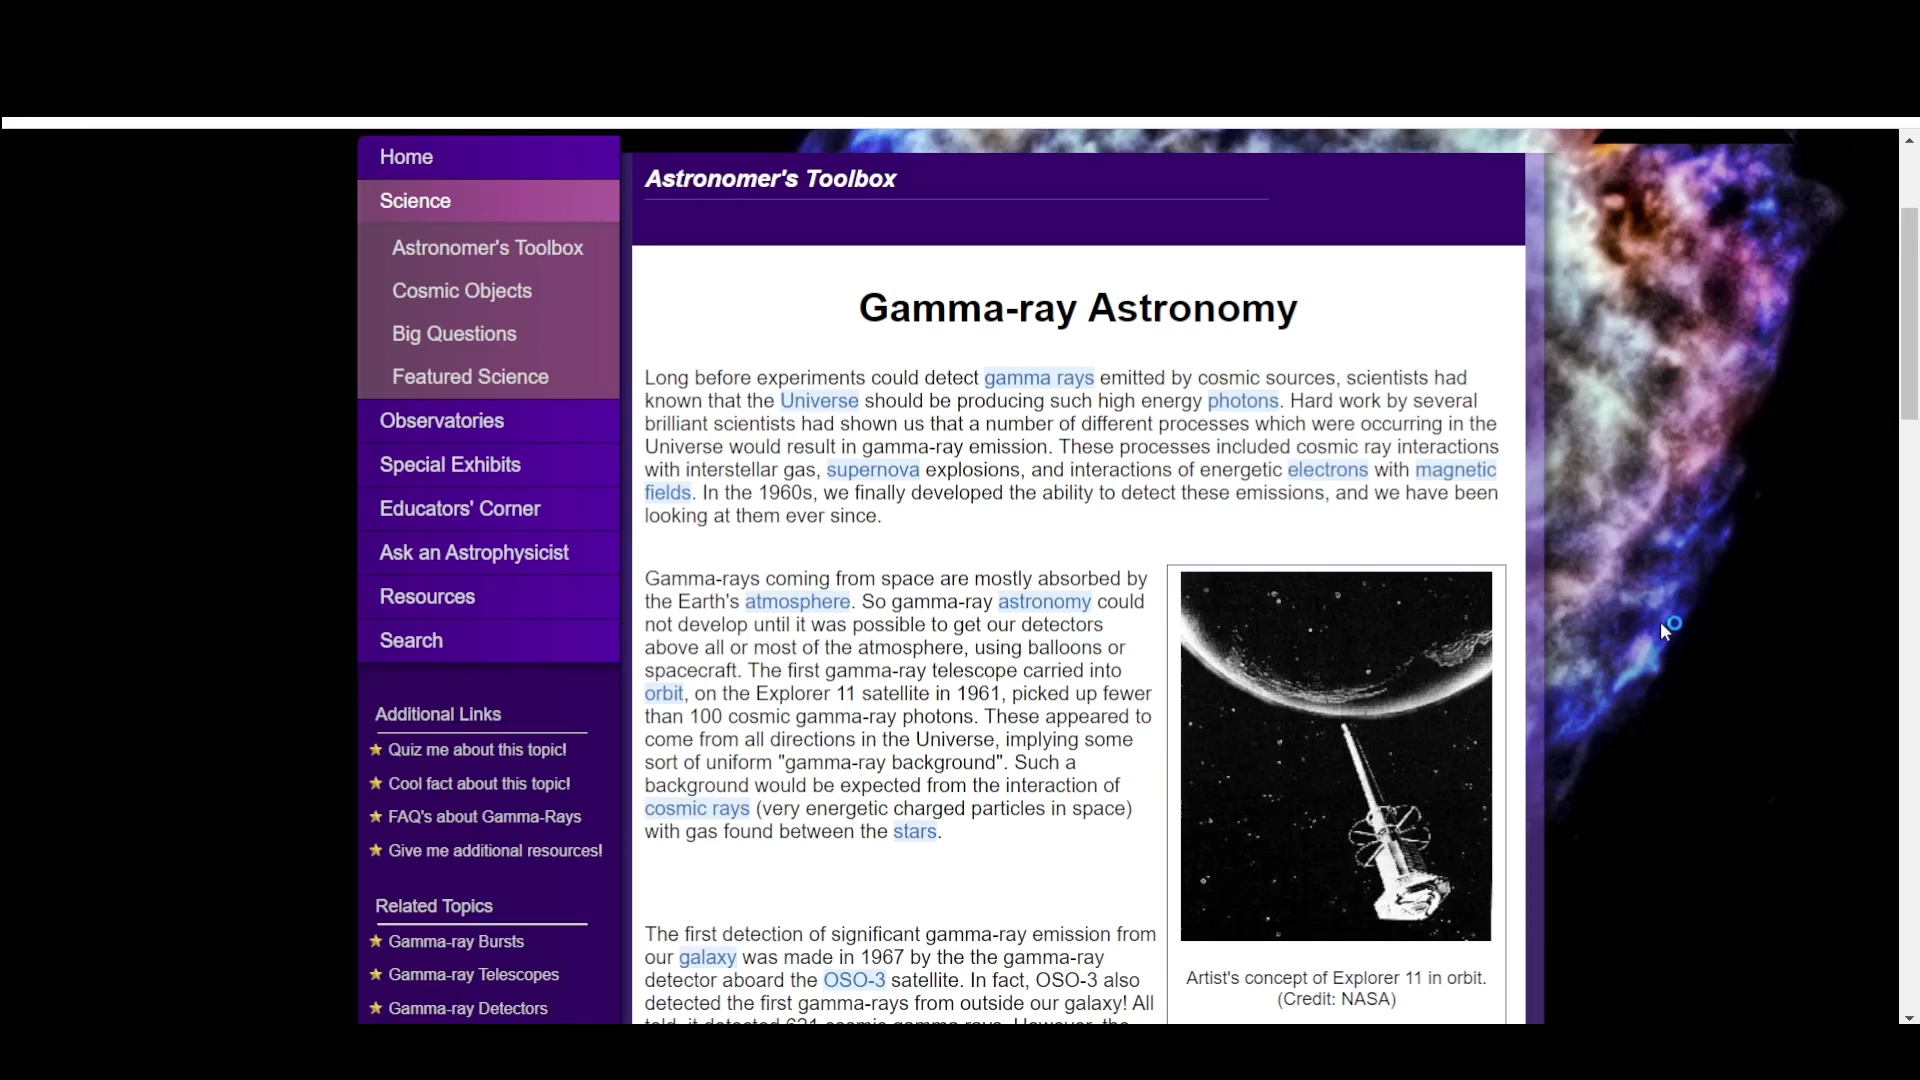 Home
Science
Astronomer's Toolbox
Cosmic Objects
Big Questions
Featured Science
Observatories
Special Exhibits
Educators' Corner
Ask an Astrophysicist
Resources
Search
Additional Links
Quiz me about this topic!
Cool fact about this topic!
FAQ's about Gamma-Rays
Give me additional resources!
Related Topics
Gamma-ray Bursts
Gamma-ray Telescopes
Gamma-ray Detectors
Astronomer's Toolbox
Gamma-ray Astronomy
Long before experiments could detect gamma rays emitted by cosmic sources, scientists had
known that the Universe should be producing such high energy photons. Hard work by several
brilliant scientists had shown us that a number of different processes which were occurring in the
Universe would result in gamma-ray emission. These processes included cosmic ray interactions
with interstellar gas, supernova explosions, and interactions of energetic electrons with magnetic
fields. In the 1960s, we finally developed the ability to detect these emissions, and we have been
looking at them ever since.
Gamma-rays coming from space are mostly absorbed by
the Earth's atmosphere. So gamma-ray astronomy could
not develop until it was possible to get our detectors
above all or most of the atmosphere, using balloons or
spacecraft. The first gamma-ray telescope carried into
orbit, on the Explorer 11 satellite in 1961, picked up fewer
than 100 cosmic gamma-ray photons. These appeared to
come from all directions in the Universe, implying some
sort of uniform "gamma-ray background". Such a
background would be expected from the interaction of
cosmic rays (very energetic charged particles in space)
with gas found between the stars.
The first detection of significant gamma-ray emission from
our galaxy was made in 1967 by the the gamma-ray
detector aboard the OSO-3 satellite. In fact, OSO-3 also
detected the first gamma-rays from outside our galaxy! All
told, it detected 621 cosmic gamma rays. However, the
Artist's concept of Explorer 11 in orbit.
(Credit: NASA)